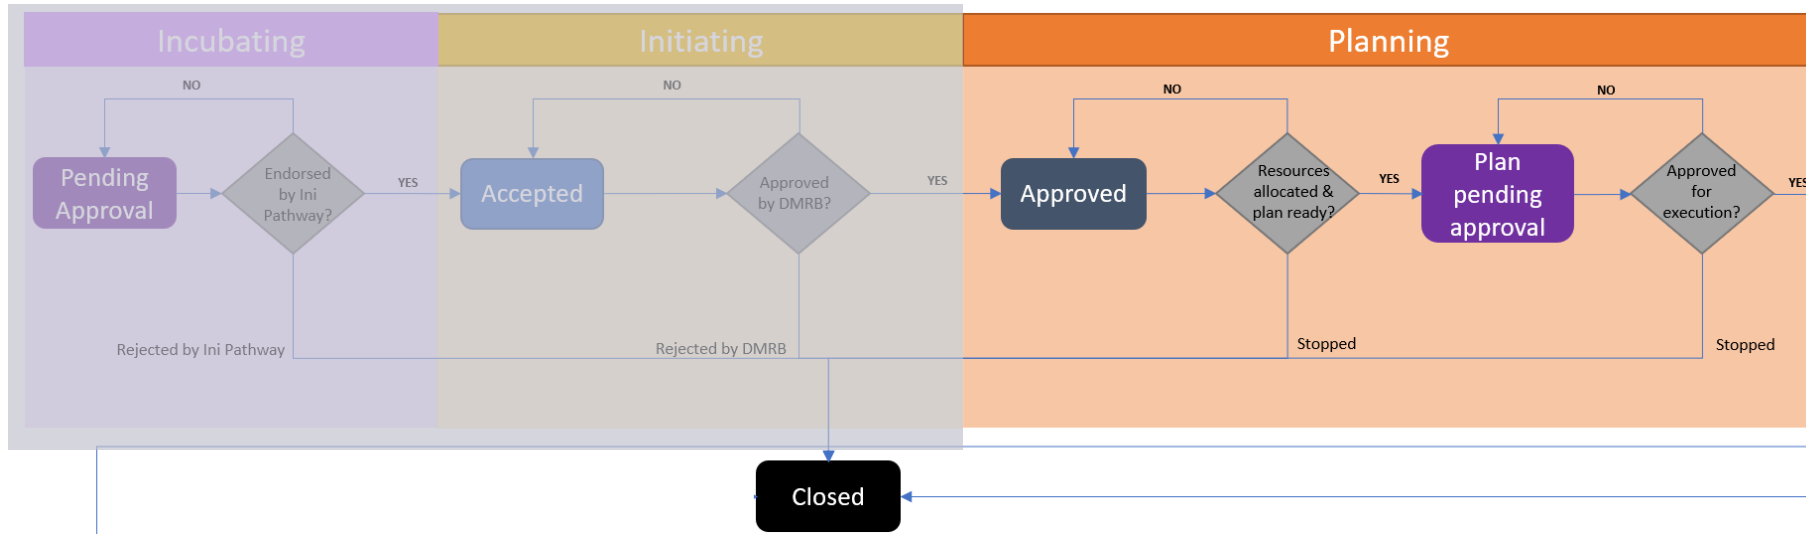 Incubating
Initiating
Planning
NO
NO
NO
NO
Pending
Approval
Endorsed
by Ini
Pathway?
YES
Accepted
Approved
by DMRB?
YES
Approved
Resources
allocated &
plan ready?
YES
Plan
pending
approval
Approved
for
execution?
YES
Rejected by Ini Pathway
Rejected by DMRB
Stopped
Stopped
Closed